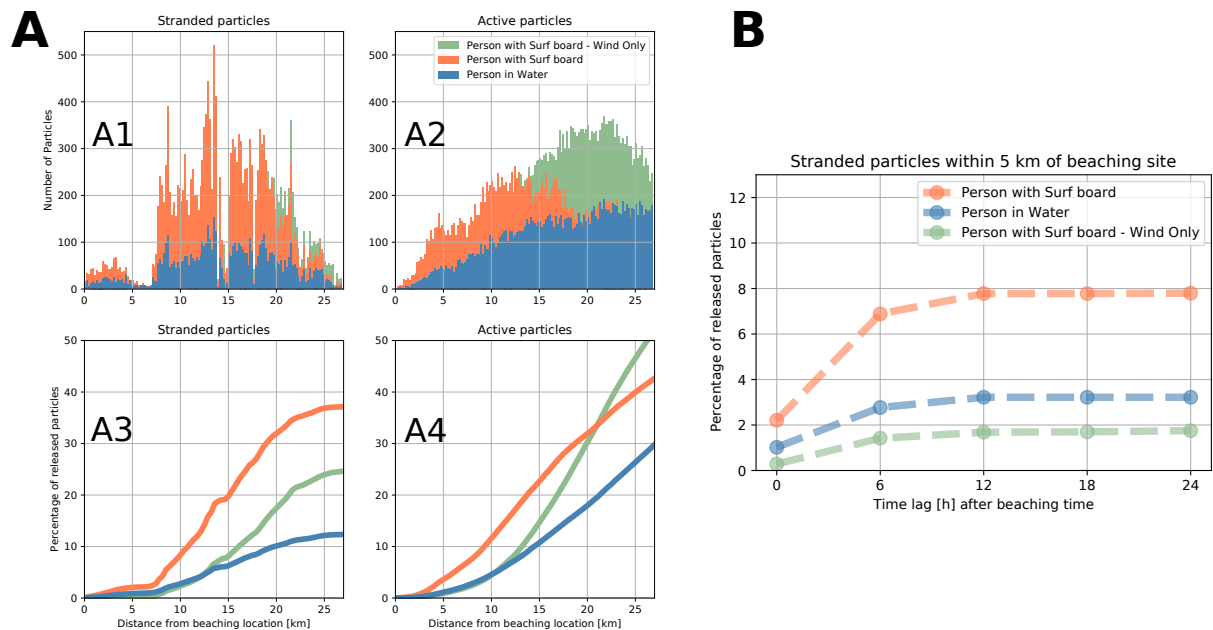 A
Stranded particles
Active particles
B
Number of Particles
500
400
300
200
100
0
0 5 10 15 20 25
A1
500
400
300
200
100
0
0 5 10 15 20 25
A2
Person with Surf board - Wind Only
Person with Surf board
Person in Water
Stranded particles
Percentage of released particles
50
40
30
20
10
0
0 5 10 15 20 25
Distance from beaching location [km]
A3
Active particles
50
40
30
20
10
0
0 5 10 15 20 25
Distance from beaching location [km]
A4
Stranded particles within 5 km of beaching site
Percentage of released particles
12
10
8
6
4
2
0
0 6 12 18 24
Time lag [h] after beaching time
Person with Surf board
Person in Water
Person with Surf board - Wind Only